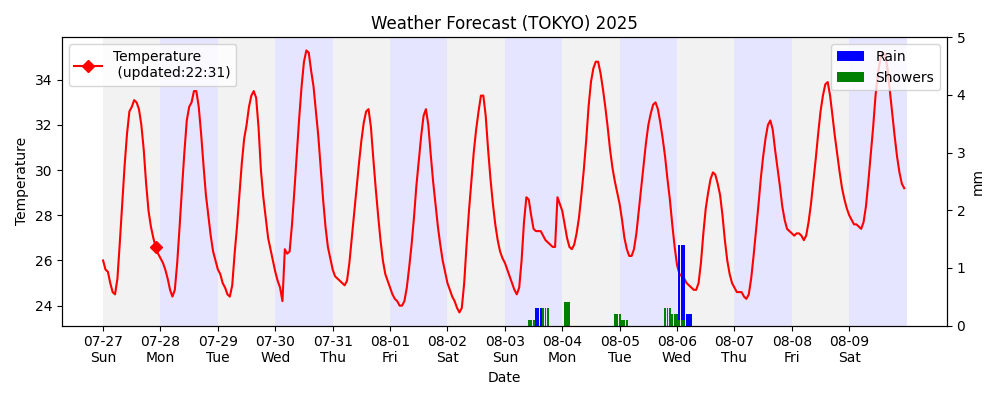 Weather Forecast (TOKYO) 2025
Temperature
(updated:22:31)
Rain
Showers
Temperature
34
32
30
28
26
24
5
4
3
2
1
0
mm
07-27 07-28 07-29 07-30 07-31 08-01 08-02 08-03 08-04 08-05 08-06 08-07 08-08 08-09
Sun Mon Tue Wed Thu Fri Sat Sun Mon Tue Wed Thu Fri Sat
Date